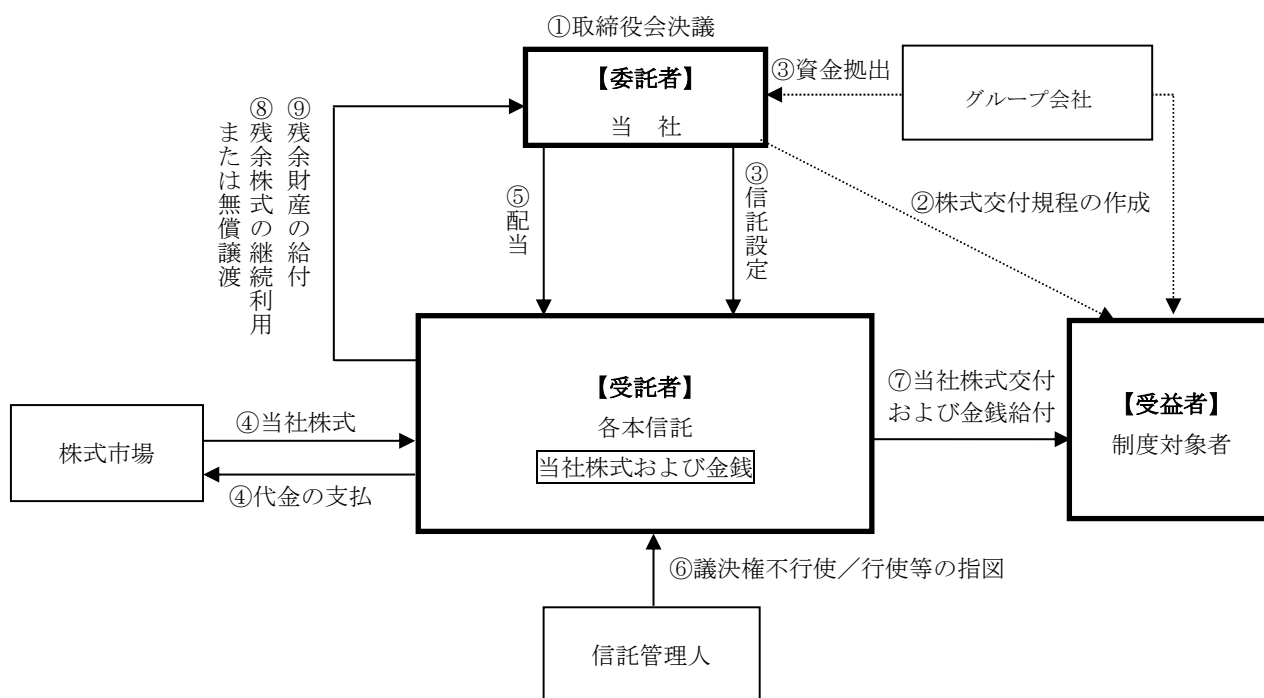 ①取締役会決議
【委託者】
当 社
③資金拠出
グループ会社
⑨残余財産の給付
⑧残余株式の継続利用
または無償譲渡
⑤配当
③信託設定
②株式交付規程の作成
【受託者】
各本信託
当社株式および金銭
⑦当社株式交付
および金銭給付
【受益者】
制度対象者
株式市場
④当社株式
④代金の支払
⑥議決権不行使／行使等の指図
信託管理人